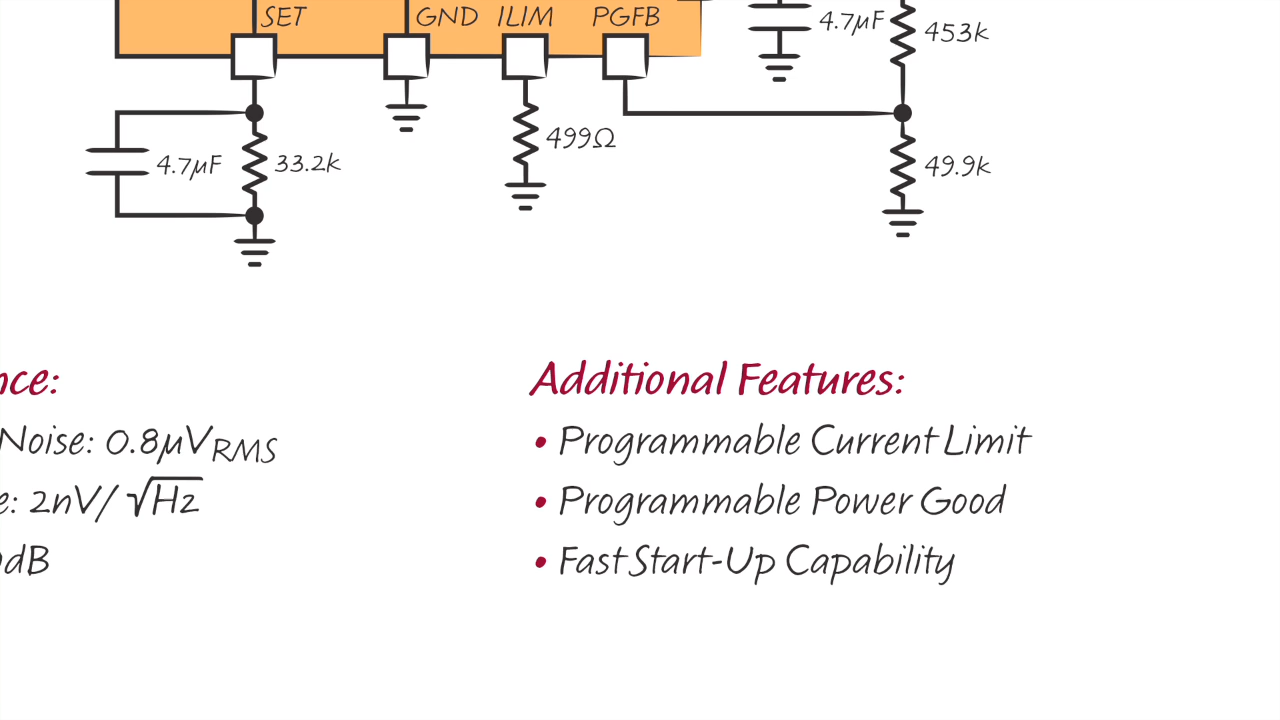 SET GND ILIM PGFB
4.7µF 453k
499Ω
4.7µF 33.2k 49.9k
nce: Additional Features:
Noise: 0.8µVRMS • Programmable Current Limit
e: 2nV/√Hz • Programmable Power Good
dB • Fast Start-Up Capability